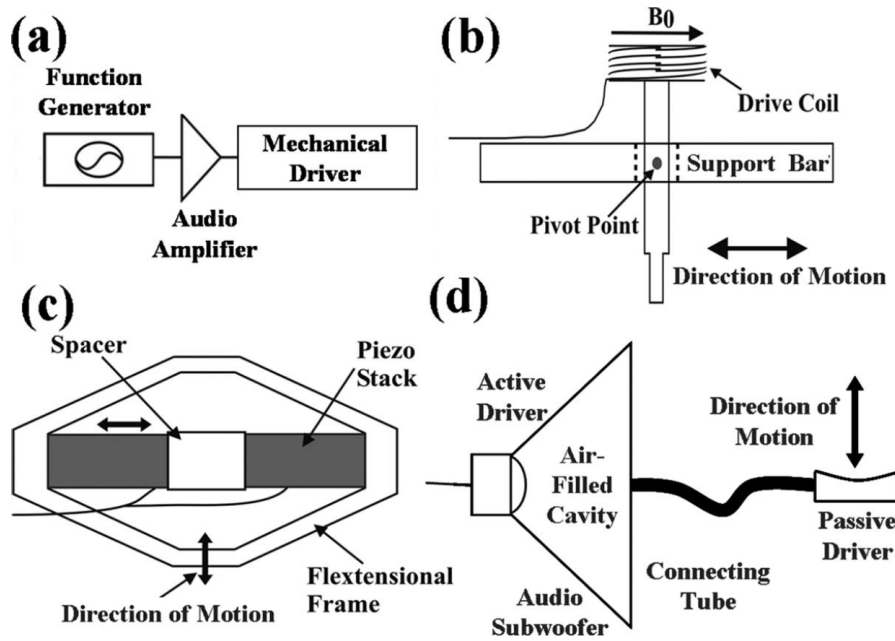 (a)
Function
Generator
Mechanical
Driver
Audio
Amplifier
(b)
B0
Drive Coil
Support Bar
Pivot Point
Direction of Motion
(c)
Spacer
Piezo
Stack
Direction of Motion
Flextensional
Frame
(d)
Active
Driver
Air-
Filled
Cavity
Audio
Subwoofer
Connecting
Tube
Direction of
Motion
Passive
Driver